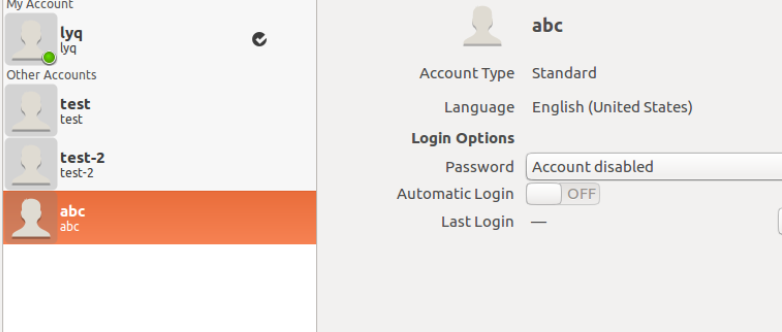 My Account
lyq
lyq
Other Accounts
test
test
test-2
test-2
abc
abc
abc
Account Type Standard
Language English (United States)
Login Options
Password Account disabled
Automatic Login OFF
Last Login —